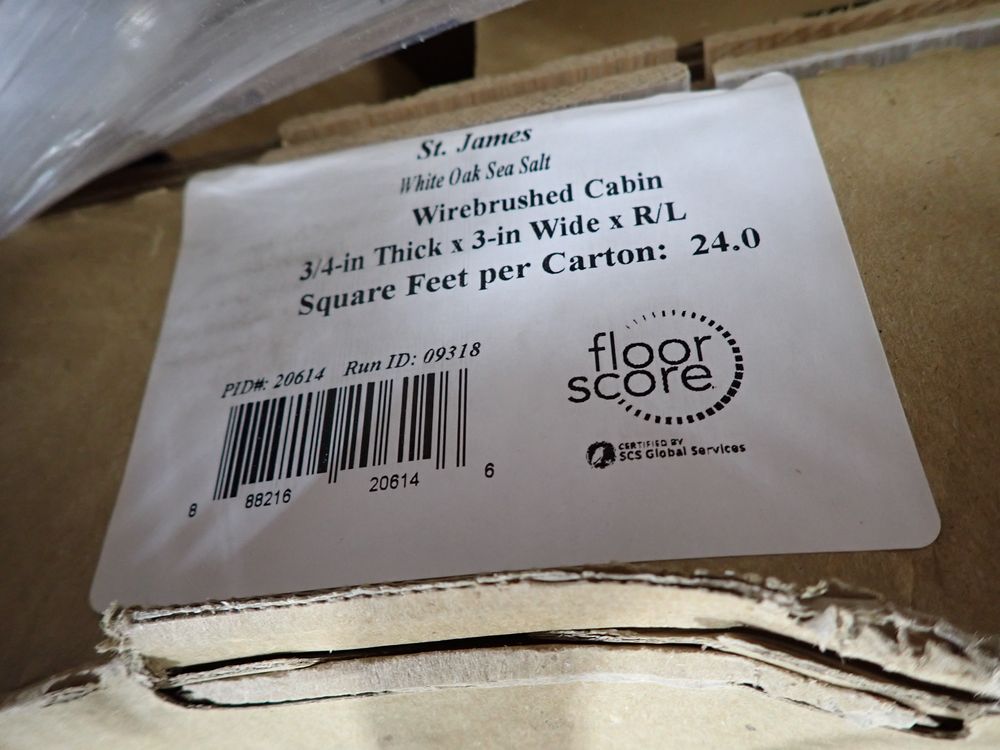 St. James
White Oak Sea Salt
Wirebrushed Cabin
3/4-in Thick x 3-in Wide x R/L
Square Feet per Carton: 24.0
PID#: 20614 Run ID: 09318
8 88216 20614 6
floor
score
CERTIFIED BY
SCS Global Services